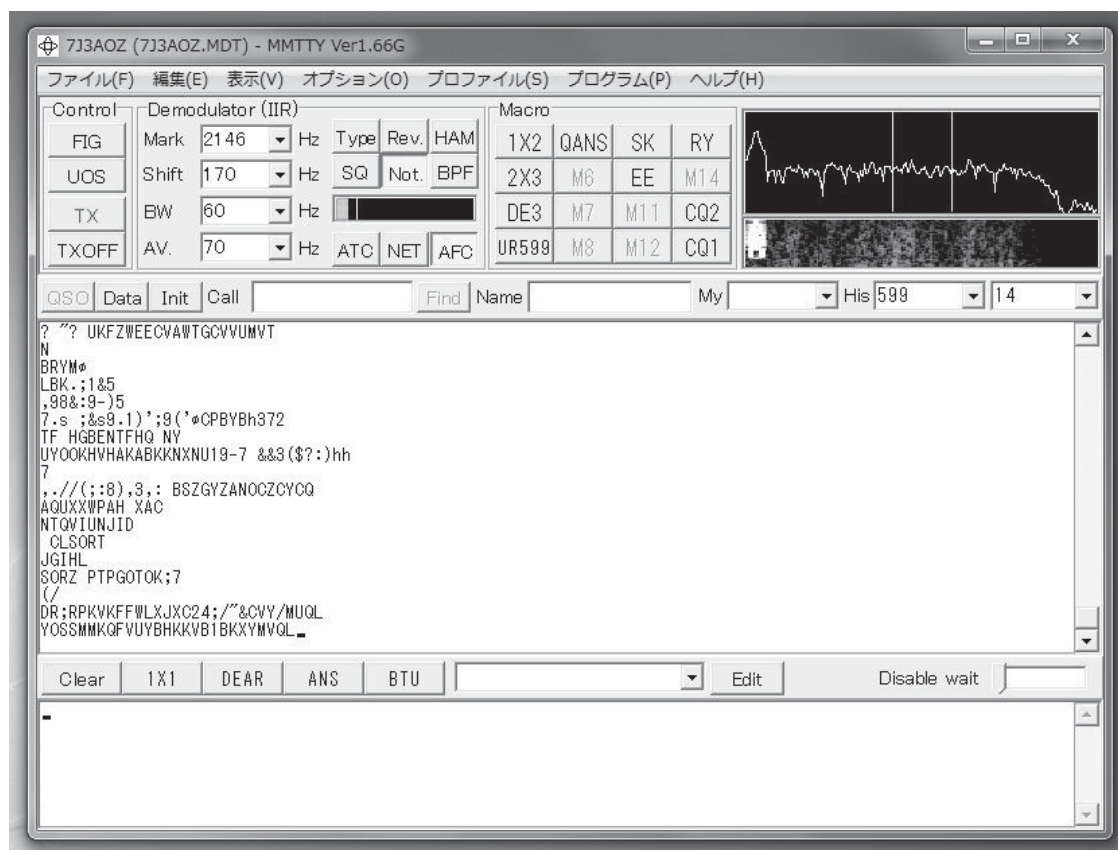 7J3AOZ (7J3AOZ.MDT) - MMTTY Ver1.66G
ファイル(F) 編集(E) 表示(V) オプション(O) プロファイル(S) プログラム(P) ヘルプ(H)
Control Demodulator (IIR) Macro
FIG Mark 2146 Hz Type Rev. HAM 1X2 QANS SK RY
UOS Shift 170 Hz SQ Not. BPF 2X3 M6 EE M14
TX BW 60 Hz DE3 M7 M11 CQ2
TXOFF AV. 70 Hz ATC NET AFC UR599 M8 M12 CQ1
QSO Data Init Call Find Name My His 599 14
? "? UKFZWEECVAWTGCVVUMVT
N
BRYMø
LBK.;1&5
,98&:9-)5
7.s ;&s9.1)';9('øCPBYBh372
TF HGBENTFHQ NY
UYOOKHVHAKABKKNXNU19-7 &&3($?:)hh
7
,.//(;:8),3,: BSZGYZANOCZCYCQ
AQUXXWPAH XAC
NTQVIUNJID
CLSORT
JGIHL
SORZ PTPGOTOK;7
(/
DR;RPKVKFFWLXJXC24;/"&CVY/MUQL
YOSSMMKQFVUYBHKKVB1BKXYMVQL_
Clear 1X1 DEAR ANS BTU Edit Disable wait